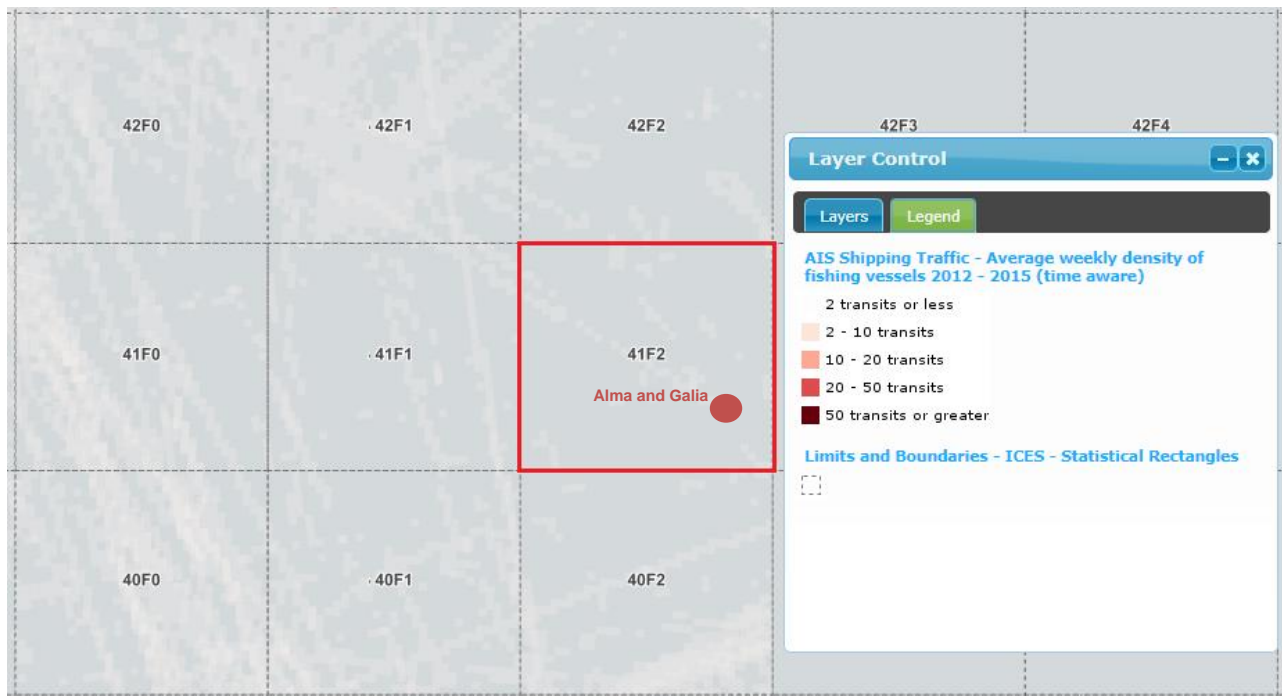 42F0
42F1
42F2
42F3
42F4
Layer Control
Layers
Legend
AIS Shipping Traffic - Average weekly density of
fishing vessels 2012 - 2015 (time aware)
2 transits or less
2 - 10 transits
10 - 20 transits
20 - 50 transits
50 transits or greater
Limits and Boundaries - ICES - Statistical Rectangles
41F0
41F1
41F2
Alma and Galia
40F0
40F1
40F2